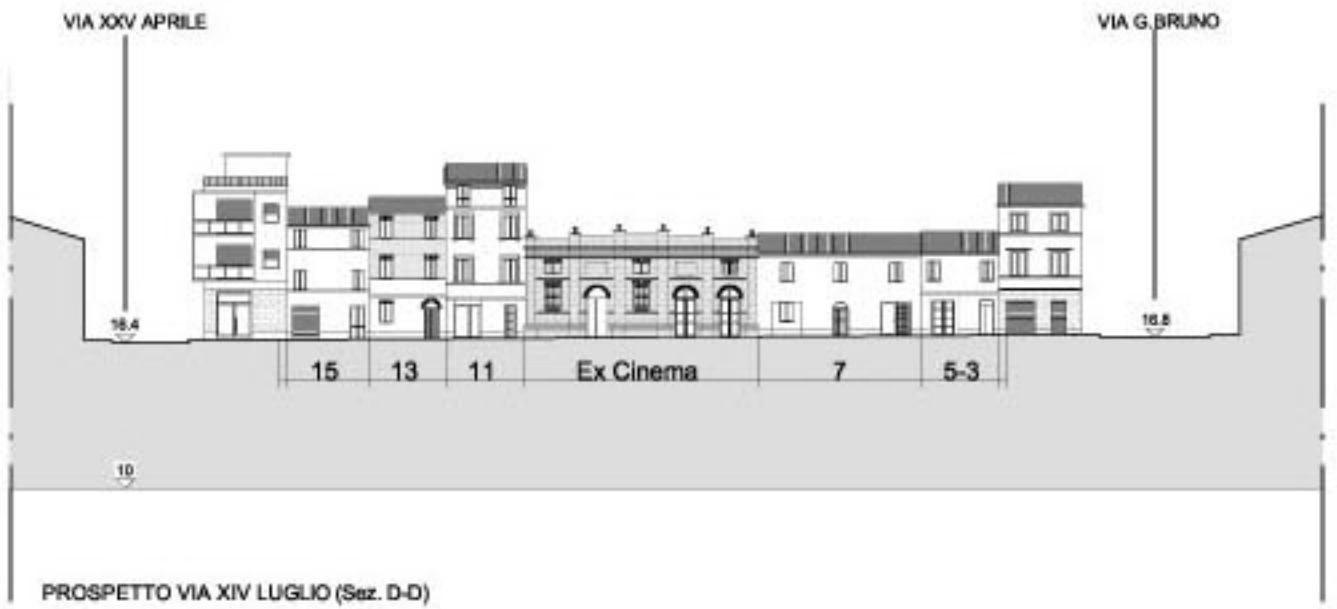 VIA XXV APRILE
VIA G.BRUNO
16.4
16.8
15 13 11 Ex Cinema 7 5-3
10
PROSPETTO VIA XIV LUGLIO (Sez. D-D)